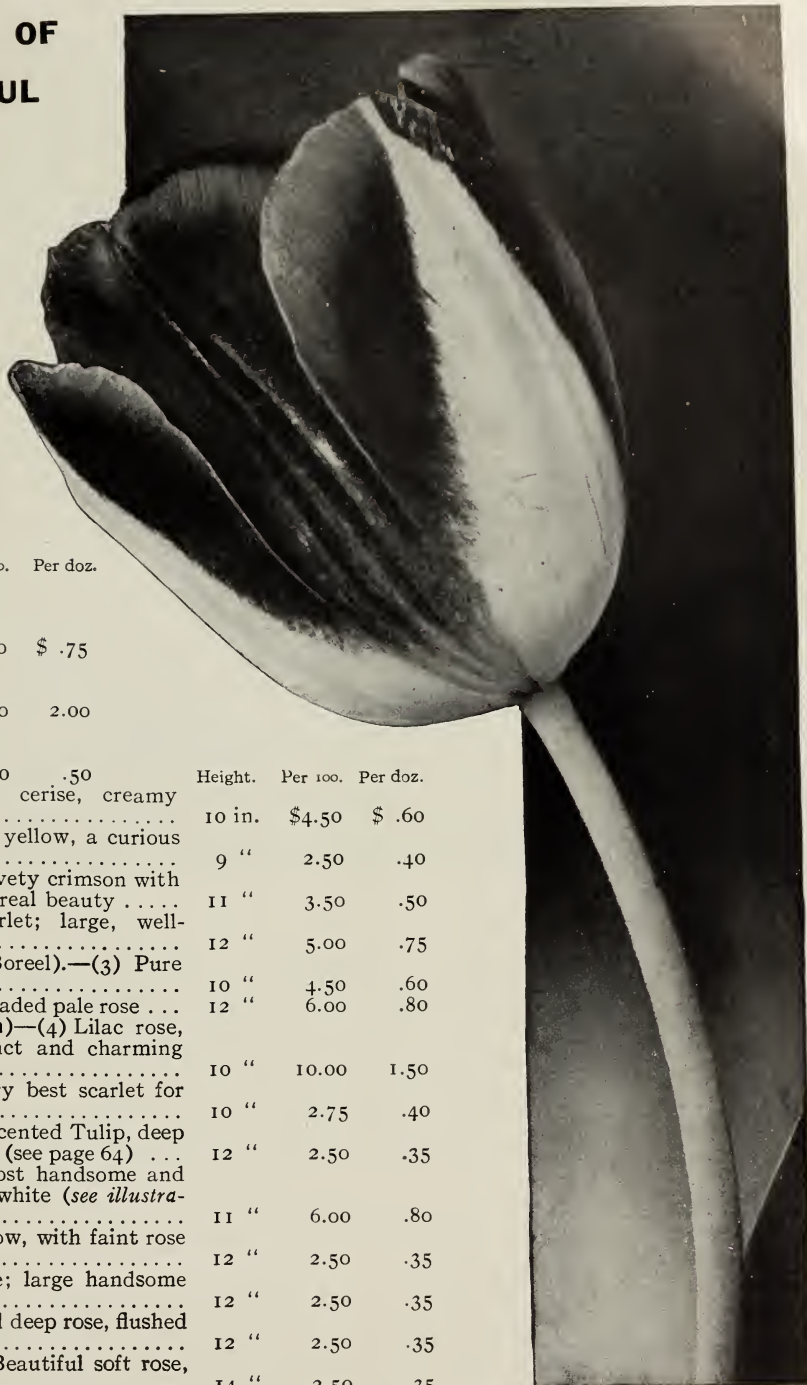 OF
UL
Per doz.
$ .75
2.00
.50
Height. Per 100. Per doz.
cerise, creamy
................ 10 in. $4.50 $ .60
yellow, a curious
................ 9 “ 2.50 .40
vety crimson with
real beauty ..... 11 “ 3.50 .50
rlet; large, well-
................ 12 “ 5.00 .75
Boreel).—(3) Pure
................ 10 “ 4.50 .60
aded pale rose ... 12 “ 6.00 .80
)—(4) Lilac rose,
ct and charming
................ 10 “ 10.00 1.50
ry best scarlet for
................ 10 “ 2.75 .40
cented Tulip, deep
(see page 64) ... 12 “ 2.50 .35
ost handsome and
white (see illustra-
................ 11 “ 6.00 .80
ow, with faint rose
................ 12 “ 2.50 .35
e; large handsome
................ 12 “ 2.50 .35
d deep rose, flushed
................ 12 “ 2.50 .35
Beautiful soft rose,